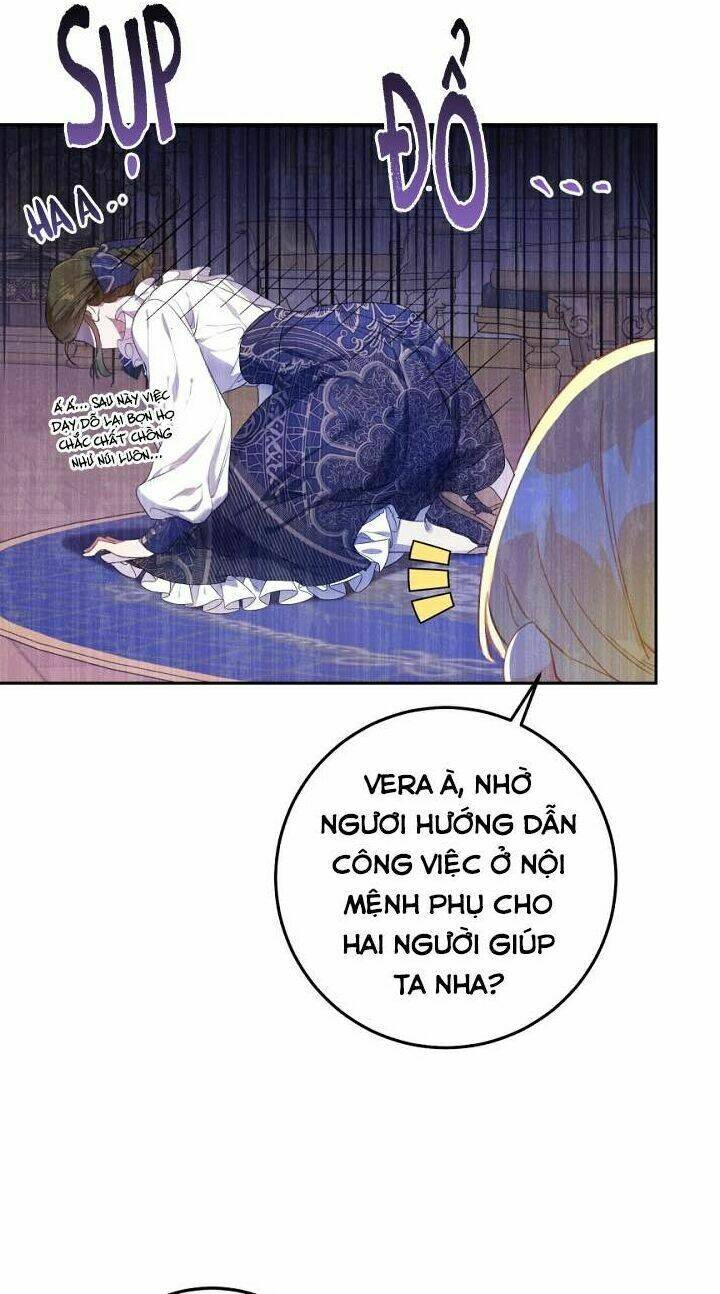 SỤP
ĐỔ...
HA A..
Á Á... SAU NÀY VIỆC
DẠY DỖ LẠI BỌN HỌ
CHẮC CHẤT CHỒNG
NHƯ NÚI LUÔN...
VERA À, NHỜ
NGƯƠI HƯỚNG DẪN
CÔNG VIỆC Ở NỘI
MỆNH PHỤ CHO
HAI NGƯỜI GIÚP
TA NHA?